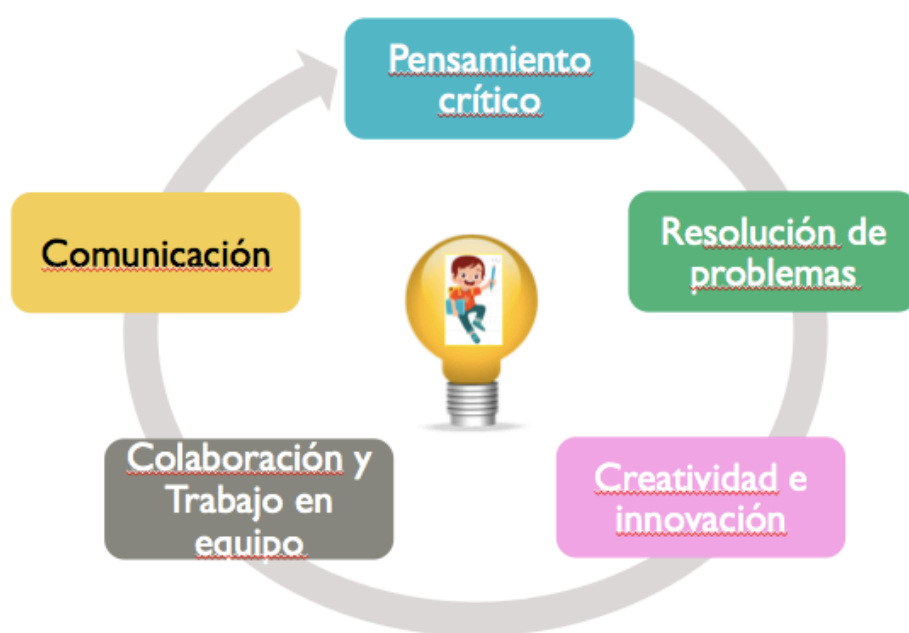 Pensamiento
crítico
Resolución de
problemas
Creatividad e
innovación
Colaboración y
Trabajo en
equipo
Comunicación